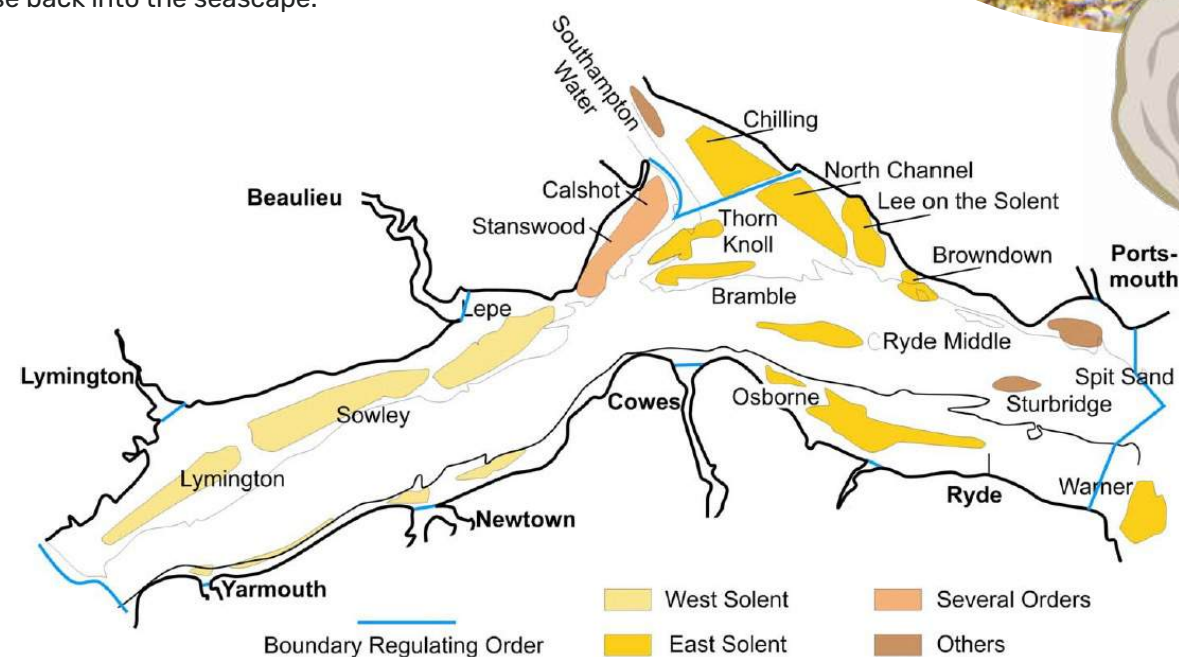 se back into the seascape.
Southampton
Water
Chilling
North Channel
Lee on the Solent
Calshot
Stanswood
Beaulieu
Thorn
Knoll
Browndown
Ports-
mouth
Lepe
Bramble
Ryde Middle
Lymington
Sowley
Cowes
Osborne
Spit Sand
Sturbridge
Lymington
Newtown
Ryde
Warner
Yarmouth
West Solent
Several Orders
Boundary Regulating Order
East Solent
Others